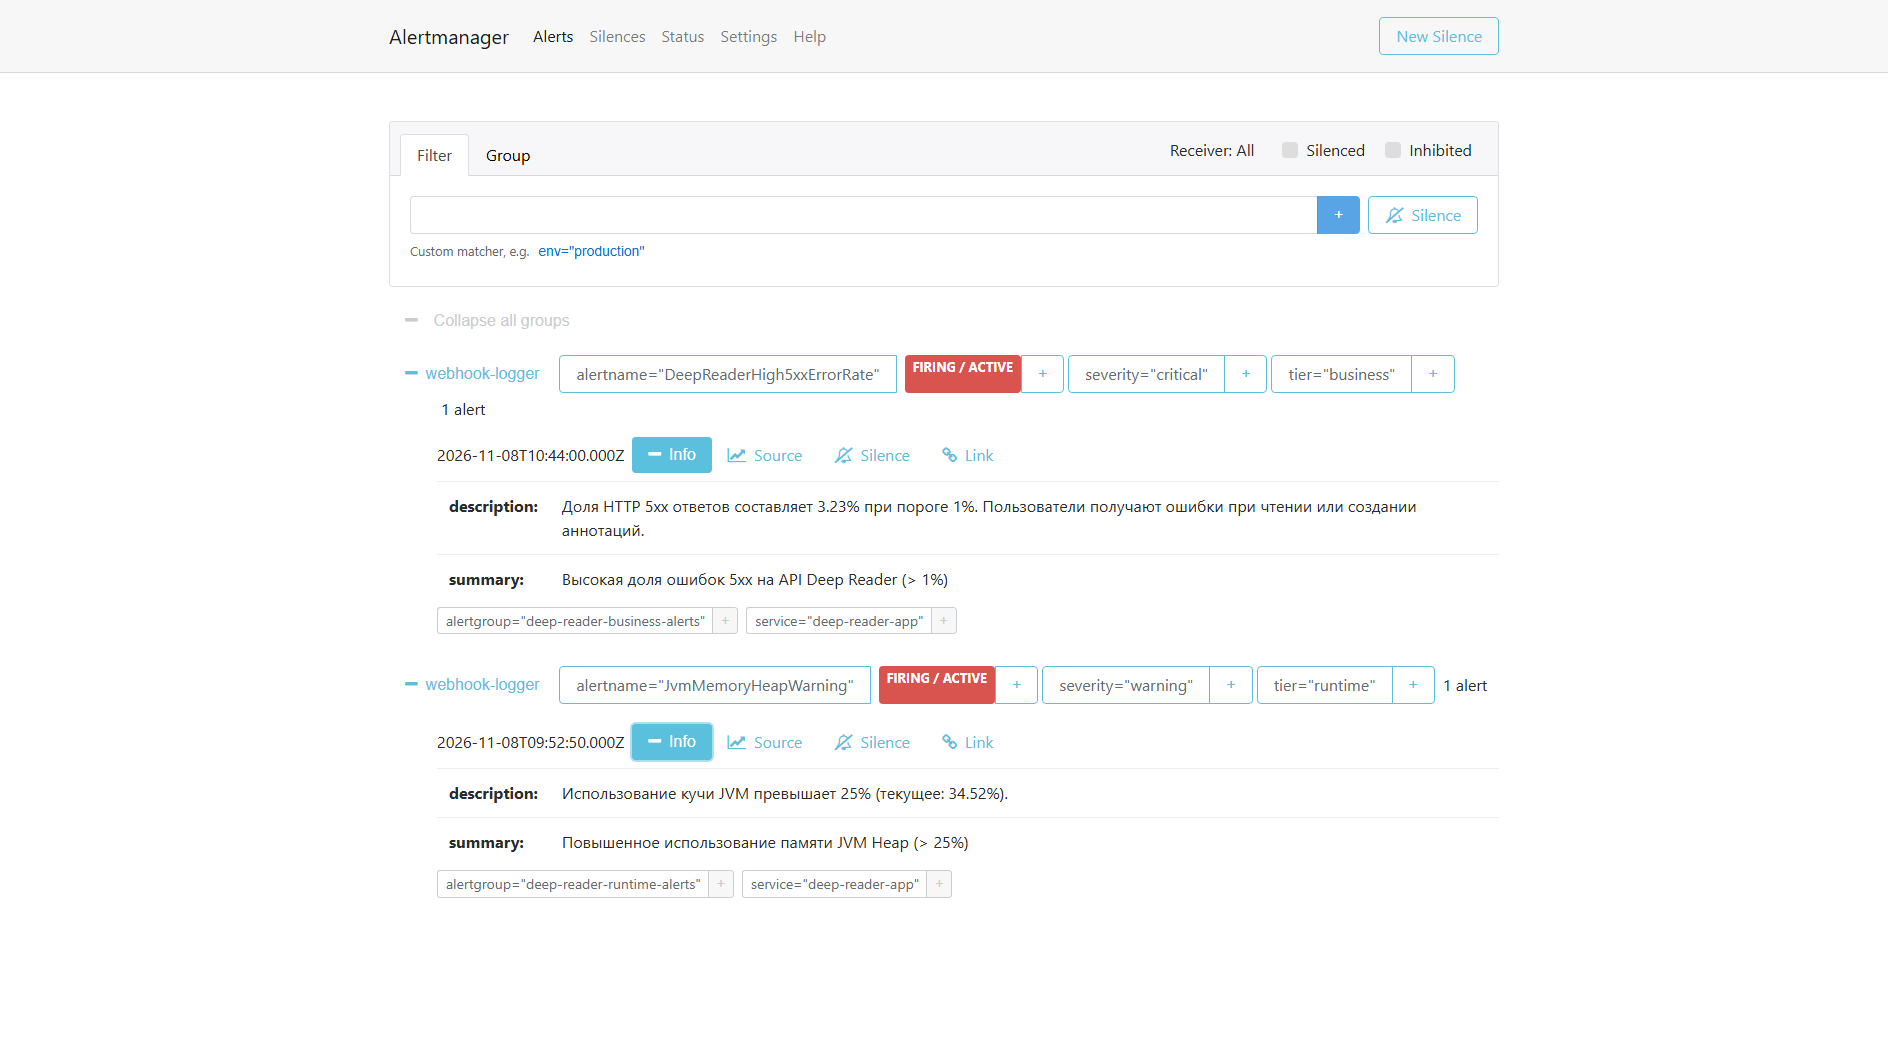 Alertmanager Alerts Silences Status Settings Help New Silence
Filter Group Receiver: All Silenced Inhibited
+ Silence
Custom matcher, e.g. env="production"
Collapse all groups
webhook-logger alertname="DeepReaderHigh5xxErrorRate" FIRING / ACTIVE + severity="critical" + tier="business" +
1 alert
2026-11-08T10:44:00.000Z Info Source Silence Link
description: Доля HTTP 5xx ответов составляет 3.23% при пороге 1%. Пользователи получают ошибки при чтении или создании
аннотаций.
summary: Высокая доля ошибок 5xx на API Deep Reader (> 1%)
alertgroup="deep-reader-business-alerts" + service="deep-reader-app" +
webhook-logger alertname="JvmMemoryHeapWarning" FIRING / ACTIVE + severity="warning" + tier="runtime" + 1 alert
2026-11-08T09:52:50.000Z Info Source Silence Link
description: Использование кучи JVM превышает 25% (текущее: 34.52%).
summary: Повышенное использование памяти JVM Heap (> 25%)
alertgroup="deep-reader-runtime-alerts" + service="deep-reader-app" +